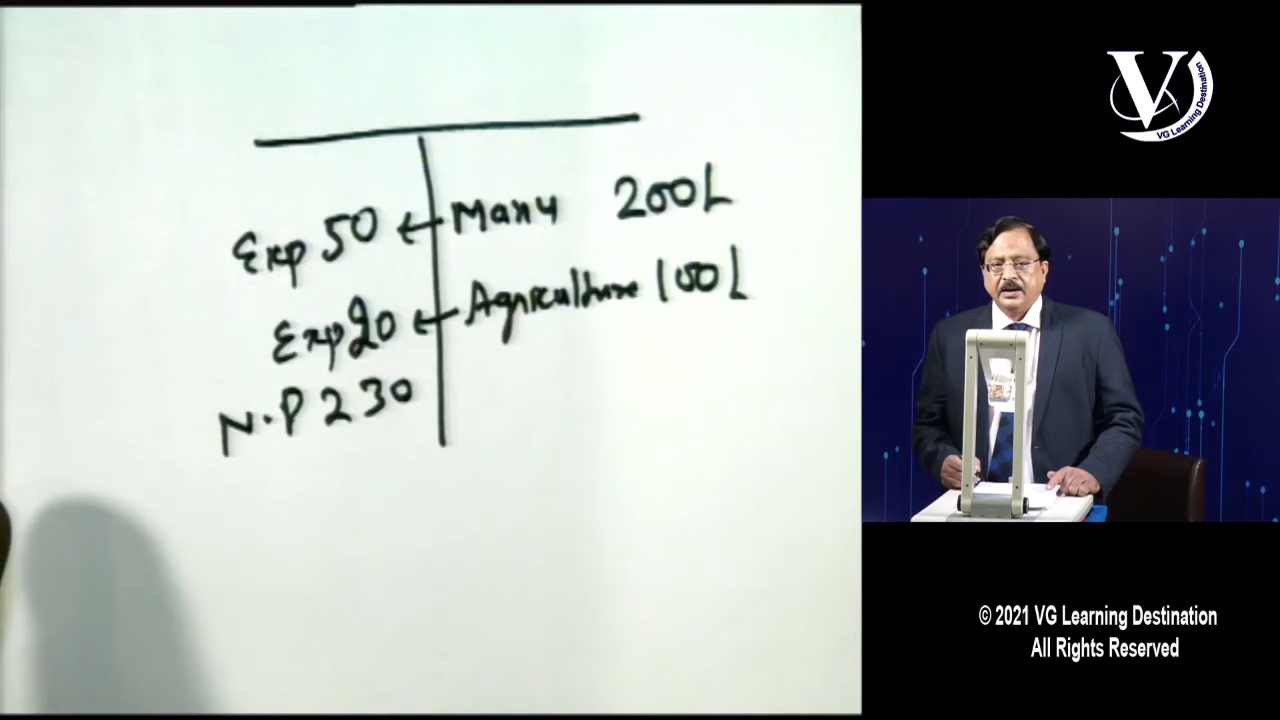 Exp 50 ← Manu 200L
Exp 20 ← Agriculture 100L
N.P 230
V
VG Learning Destination
© 2021 VG Learning Destination
All Rights Reserved